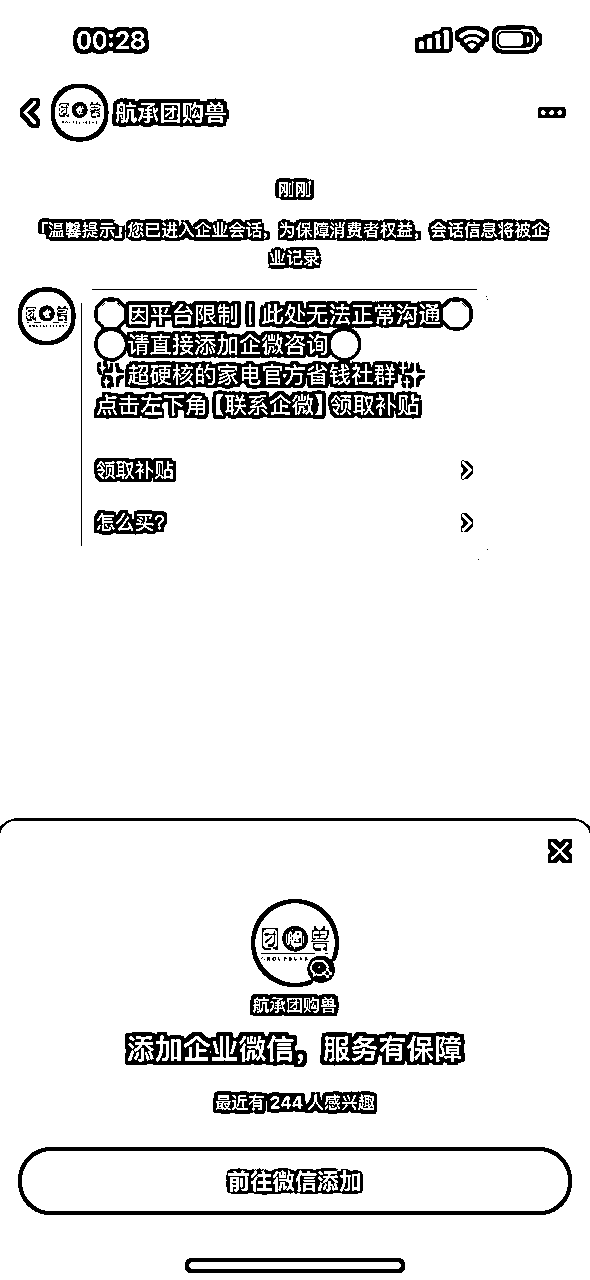 00:28
航承团购兽
刚刚
「温馨提示」您已进入企业会话，为保障消费者权益，会话信息将被企
业记录
因平台限制丨此处无法正常沟通
请直接添加企微咨询
超硬核的家电官方省钱社群
点击左下角【联系企微】领取补贴
领取补贴
怎么买?
团购兽
航承团购兽
添加企业微信，服务有保障
最近有 244 人感兴趣
前往微信添加